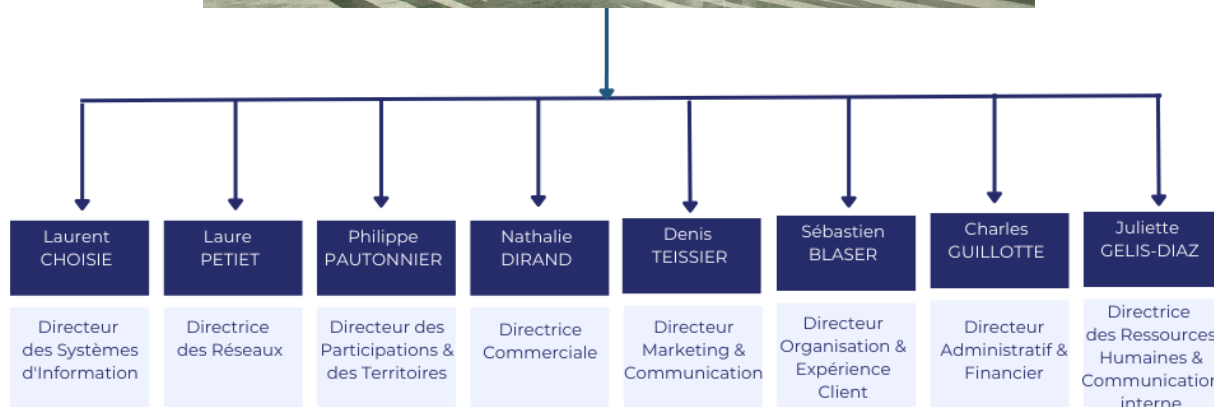 Laurent
CHOISIE
Directeur
des Systèmes
d'Information
Laure
PETIET
Directrice
des Réseaux
Philippe
PAUTONNIER
Directeur des
Participations &
des Territoires
Nathalie
DIRAND
Directrice
Commerciale
Denis
TEISSIER
Directeur
Marketing &
Communication
Sébastien
BLASER
Directeur
Organisation &
Expérience
Client
Charles
GUILLOTTE
Directeur
Administratif &
Financier
Juliette
GELIS-DIAZ
Directrice
des Ressources
Humaines &
Communication
interne